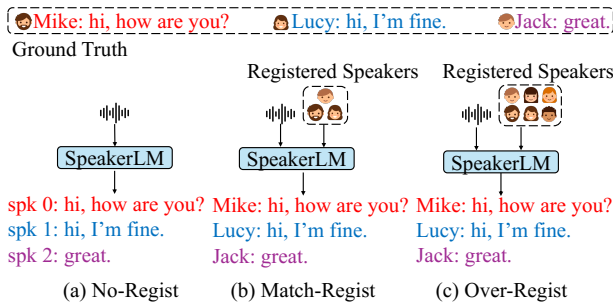 Mike: hi, how are you? Lucy: hi, I'm fine. Jack: great.
Ground Truth
Registered Speakers Registered Speakers
SpeakerLM SpeakerLM SpeakerLM
spk 0: hi, how are you? Mike: hi, how are you? Mike: hi, how are you?
spk 1: hi, I'm fine. Lucy: hi, I'm fine. Lucy: hi, I'm fine.
spk 2: great. Jack: great. Jack: great.
(a) No-Regist (b) Match-Regist (c) Over-Regist